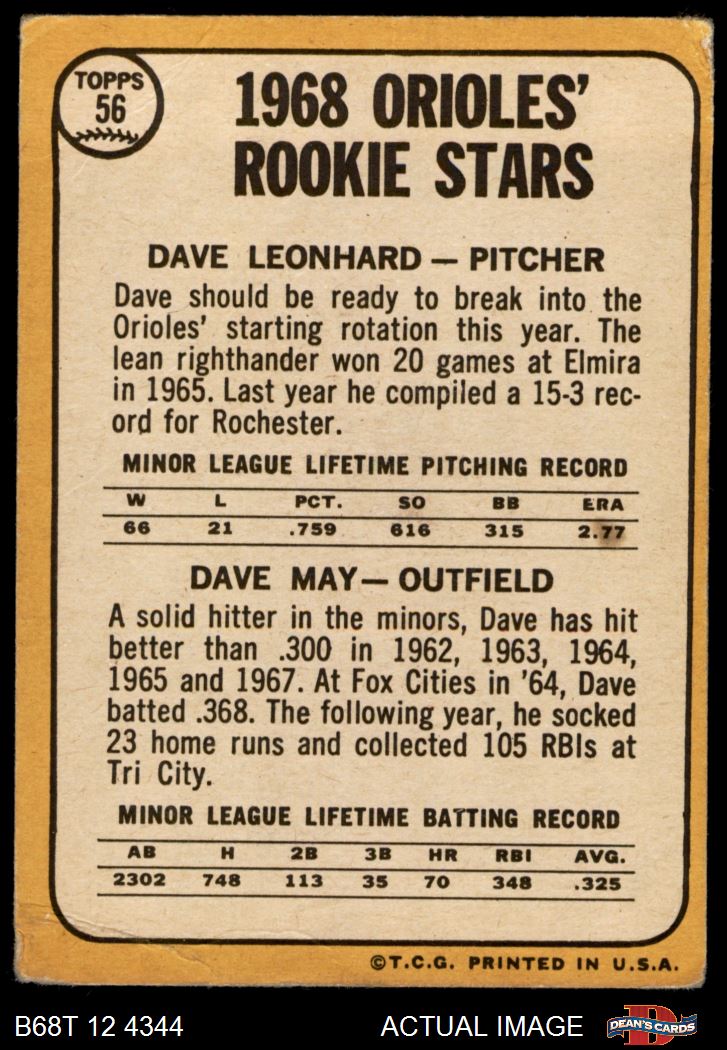 TOPPS
56
1968 ORIOLES'
ROOKIE STARS
DAVE LEONHARD — PITCHER
Dave should be ready to break into the
Orioles' starting rotation this year. The
lean righthander won 20 games at Elmira
in 1965. Last year he compiled a 15-3 rec-
ord for Rochester.
MINOR LEAGUE LIFETIME PITCHING RECORD
W L PCT. SO BB ERA
66 21 .759 616 315 2.77
DAVE MAY — OUTFIELD
A solid hitter in the minors, Dave has hit
better than .300 in 1962, 1963, 1964,
1965 and 1967. At Fox Cities in '64, Dave
batted .368. The following year, he socked
23 home runs and collected 105 RBIs at
Tri City.
MINOR LEAGUE LIFETIME BATTING RECORD
AB H 2B 3B HR RBI AVG.
2302 748 113 35 70 348 .325
©T.C.G. PRINTED IN U.S.A.
B68T 12 4344 ACTUAL IMAGE D DEAN'S CARDS